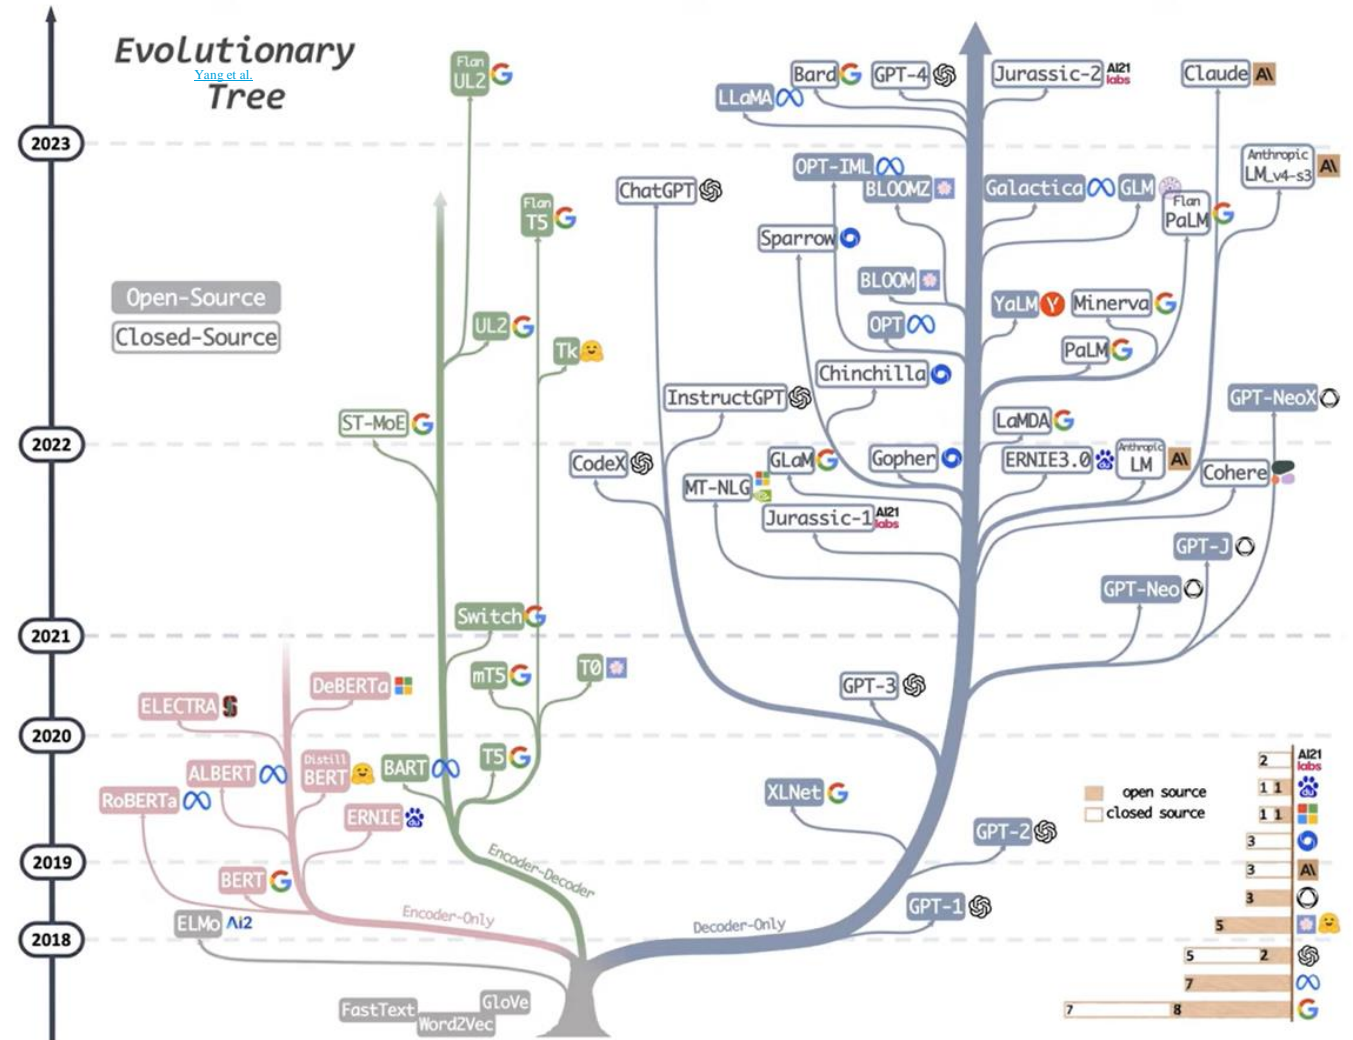 Evolutionary
Yang et al.
Tree
Flan
UL2
Bard
GPT-4
Jurassic-2
AI21
labs
Claude
A\
LLaMA
2023
OPT-IML
BLOOMZ
Galactica
GLM
Anthropic
LM_v4-s3
A\
ChatGPT
Flan
T5
Flan
PaLM
Sparrow
BLOOM
Open-Source
Closed-Source
UL2
OPT
YaLM
Y
Minerva
Tk
PaLM
Chinchilla
InstructGPT
GPT-NeoX
ST-MoE
LaMDA
2022
CodeX
GLaM
Gopher
ERNIE3.0
du
Anthropic
LM
A\
Cohere
MT-NLG
Jurassic-1
AI21
labs
GPT-J
GPT-Neo
Switch
2021
mT5
T0
DeBERTa
GPT-3
ELECTRA
S
2020
T5
ALBERT
Distill
BERT
BART
RoBERTa
ERNIE
du
XLNet
GPT-2
2019
Encoder-Decoder
BERT
ELMo
AI2
Encoder-Only
Decoder-Only
GPT-1
2018
FastText
GloVe
Word2Vec
open source
closed source
2
AI21
labs
1 1
du
1 1
3
3
A\
3
5
5 2
7
7 8